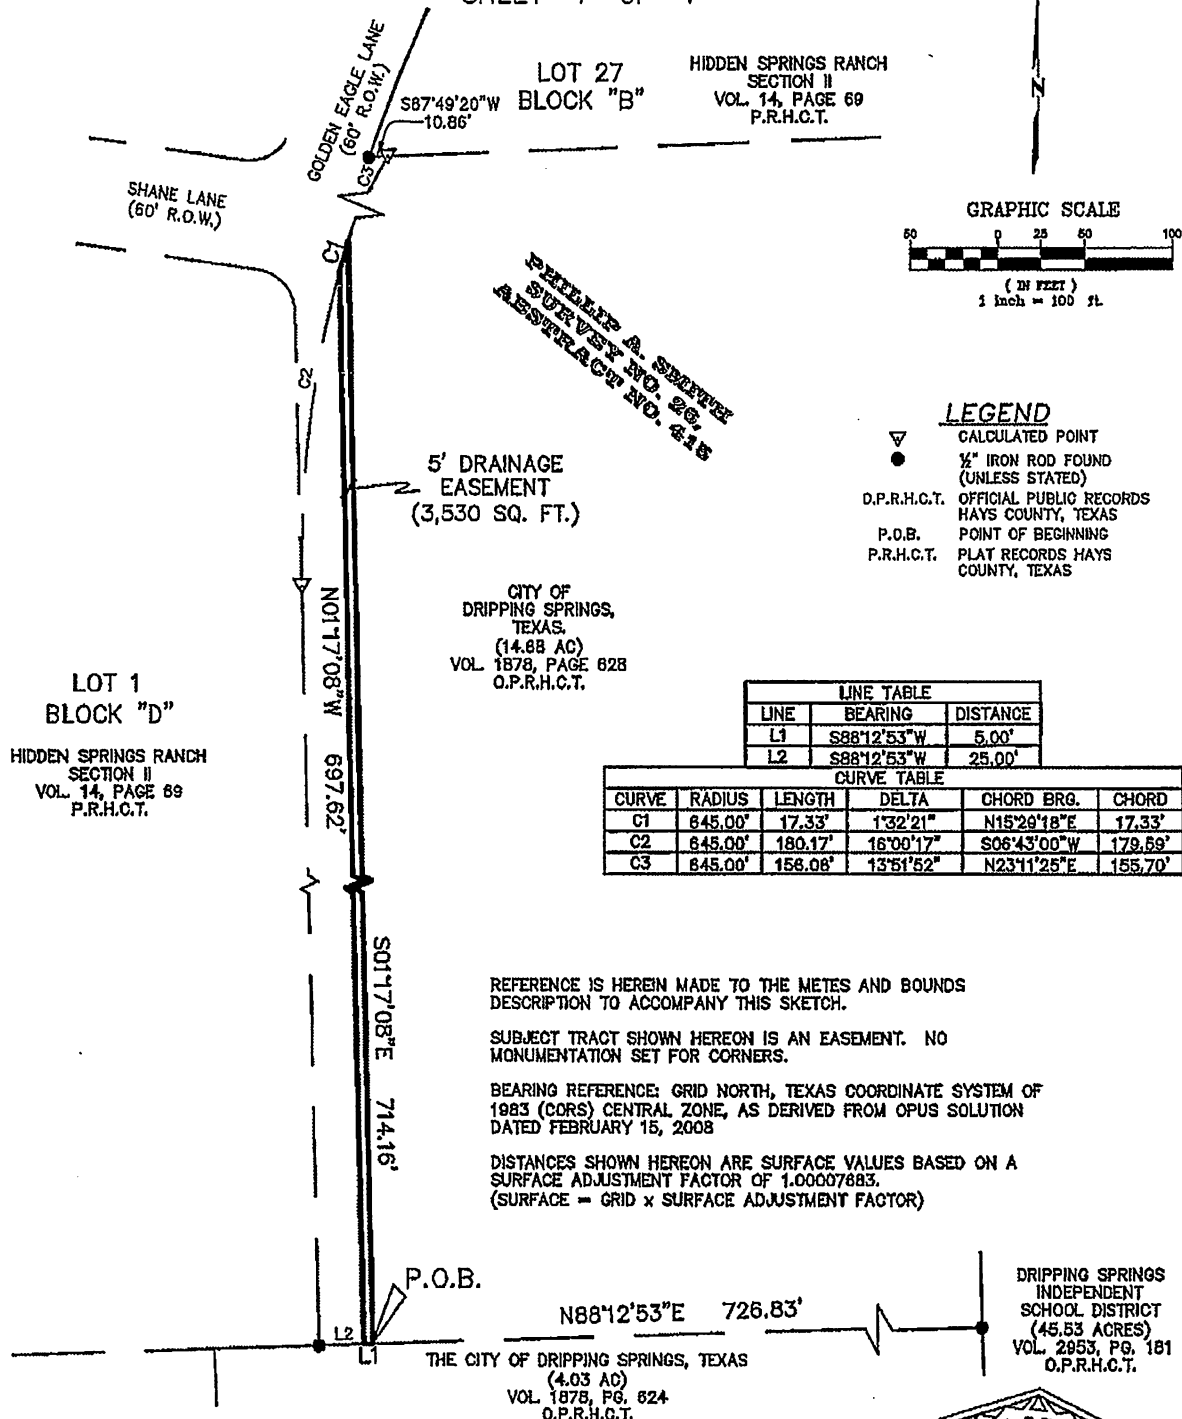 GOLDEN EAGLE LANE
(60' R.O.W.)
S87°49'20"W
10.86'
LOT 27
BLOCK "B"
HIDDEN SPRINGS RANCH
SECTION II
VOL. 14, PAGE 69
P.R.H.C.T.
N
SHANE LANE
(60' R.O.W.)
C3
C1
C2
GRAPHIC SCALE
50 0 25 50 100
( IN FEET )
1 inch = 100 ft.
PHILLIP A. SMITH
SURVEY NO. 26,
ABSTRACT NO. 415
LEGEND
CALCULATED POINT
½" IRON ROD FOUND
(UNLESS STATED)
O.P.R.H.C.T. OFFICIAL PUBLIC RECORDS
HAYS COUNTY, TEXAS
P.O.B. POINT OF BEGINNING
P.R.H.C.T. PLAT RECORDS HAYS
COUNTY, TEXAS
5' DRAINAGE
EASEMENT
(3,530 SQ. FT.)
CITY OF
DRIPPING SPRINGS,
TEXAS.
(14.68 AC)
VOL. 1878, PAGE 628
O.P.R.H.C.T.
N01°17'08"W 697.62'
LOT 1
BLOCK "D"
HIDDEN SPRINGS RANCH
SECTION II
VOL. 14, PAGE 69
P.R.H.C.T.
LINE TABLE
LINE BEARING DISTANCE
L1 S88°12'53"W 5.00'
L2 S88°12'53"W 25.00'
CURVE TABLE
CURVE RADIUS LENGTH DELTA CHORD BRG. CHORD
C1 645.00' 17.33' 1°32'21" N15°29'18"E 17.33'
C2 645.00' 180.17' 16°00'17" S06°43'00"W 179.59'
C3 645.00' 156.08' 13°51'52" N23°11'25"E 155.70'
S01°17'08"E 714.16'
REFERENCE IS HEREIN MADE TO THE METES AND BOUNDS
DESCRIPTION TO ACCOMPANY THIS SKETCH.
SUBJECT TRACT SHOWN HEREON IS AN EASEMENT. NO
MONUMENTATION SET FOR CORNERS.
BEARING REFERENCE: GRID NORTH, TEXAS COORDINATE SYSTEM OF
1983 (CORS) CENTRAL ZONE, AS DERIVED FROM OPUS SOLUTION
DATED FEBRUARY 15, 2008
DISTANCES SHOWN HEREON ARE SURFACE VALUES BASED ON A
SURFACE ADJUSTMENT FACTOR OF 1.00007683.
(SURFACE = GRID x SURFACE ADJUSTMENT FACTOR)
P.O.B.
L2
L1
N88°12'53"E 726.83'
THE CITY OF DRIPPING SPRINGS, TEXAS
(4.03 AC)
VOL. 1878, PG. 624
O.P.R.H.C.T.
DRIPPING SPRINGS
INDEPENDENT
SCHOOL DISTRICT
(45.53 ACRES)
VOL. 2953, PG. 181
O.P.R.H.C.T.